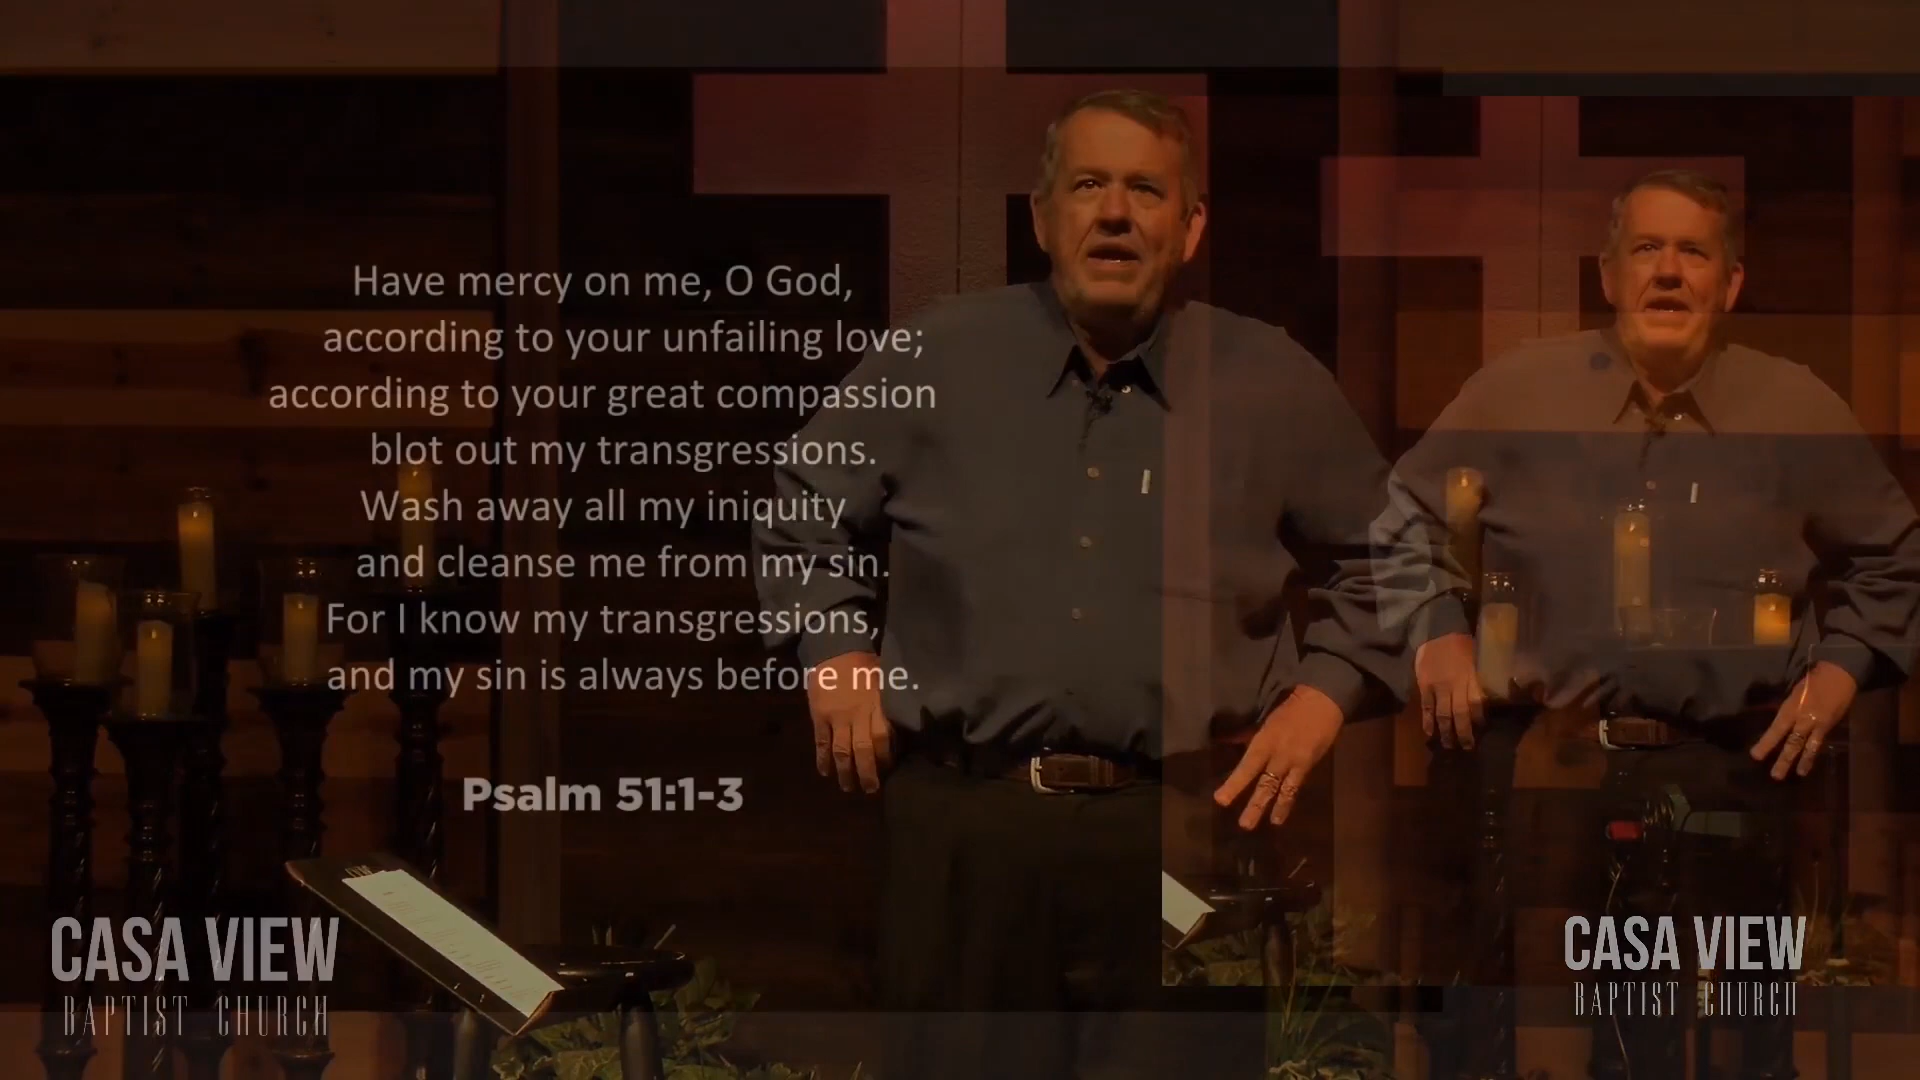 Have mercy on me, O God,
according to your unfailing love;
according to your great compassion
blot out my transgressions.
Wash away all my iniquity
and cleanse me from my sin.
For I know my transgressions,
and my sin is always before me.
Psalm 51:1-3
CASA VIEW
BAPTIST CHURCH
CASA VIEW
BAPTIST CHURCH